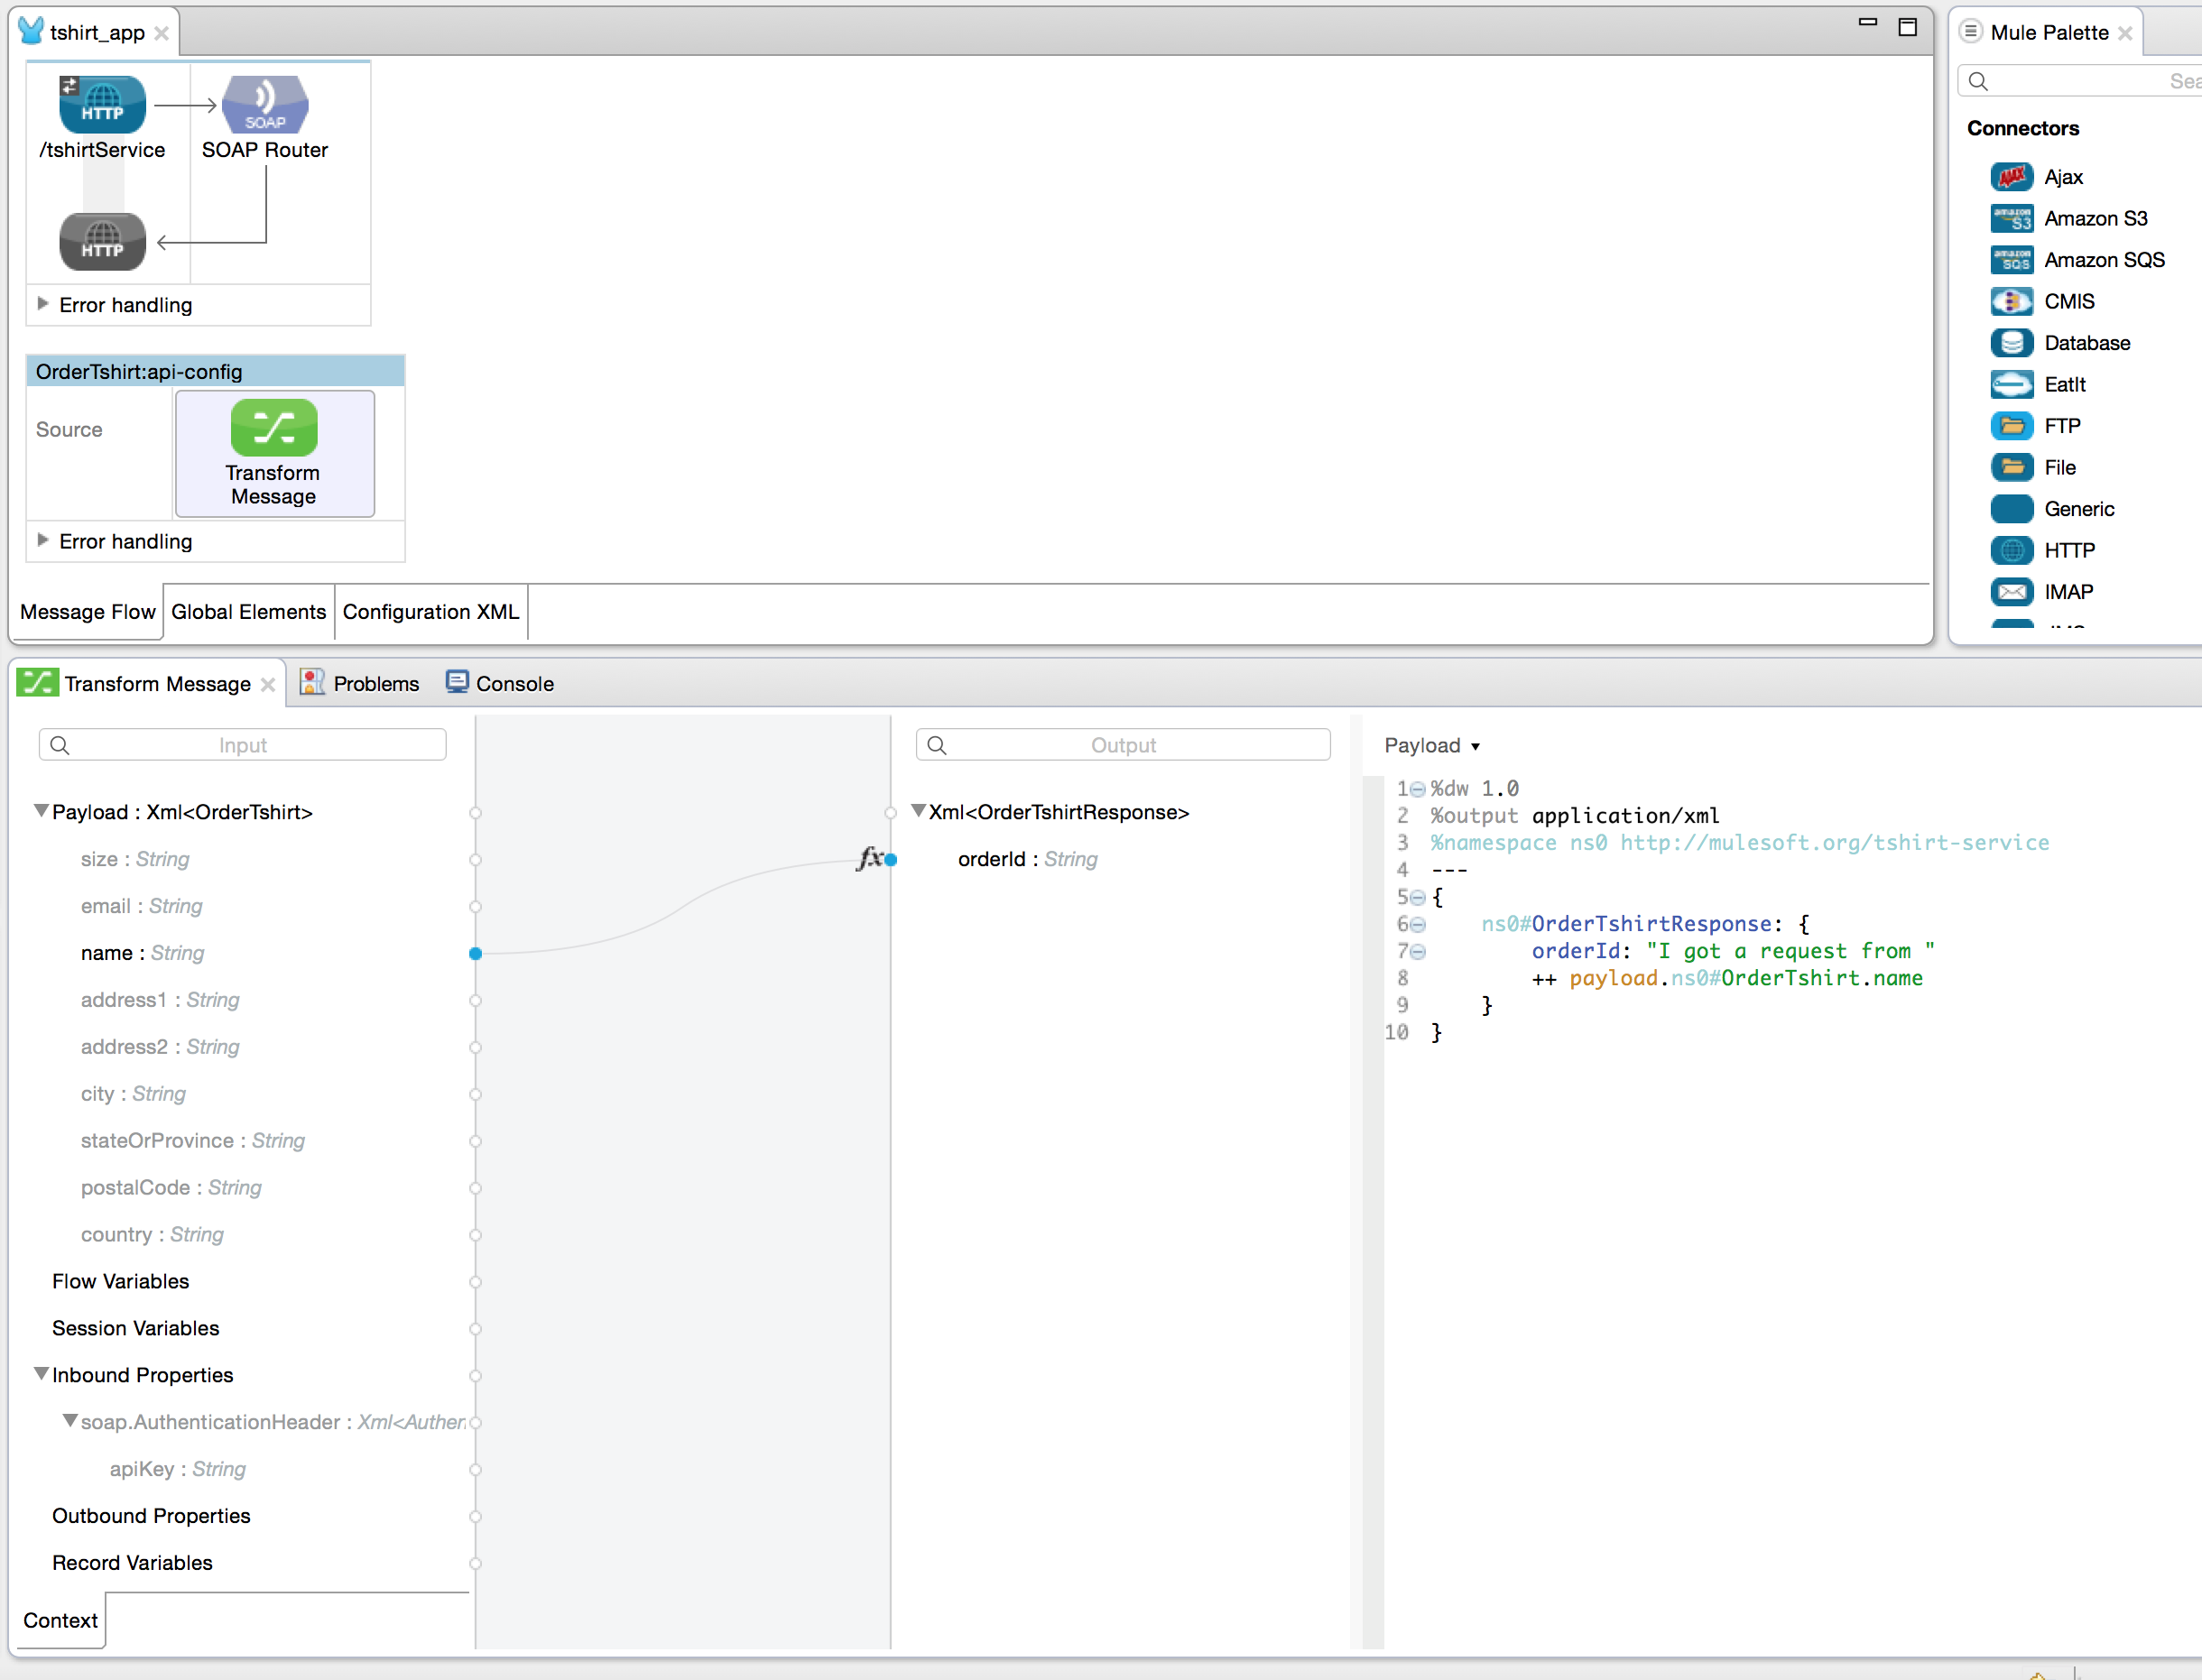 tshirt_app
Mule Palette
HTTP
SOAP
/tshirtService
SOAP Router
HTTP
Error handling
OrderTshirt:api-config
Source
Transform
Message
Error handling
Message Flow
Global Elements
Configuration XML
Connectors
AJAX
Ajax
amazon S3
Amazon S3
amazon SQS
Amazon SQS
CMIS
Database
EatIt
FTP
File
Generic
HTTP
IMAP
Transform Message
Problems
Console
Input
Payload : Xml<OrderTshirt>
size : String
email : String
name : String
address1 : String
address2 : String
city : String
stateOrProvince : String
postalCode : String
country : String
Flow Variables
Session Variables
Inbound Properties
soap.AuthenticationHeader : Xml<Authen
apiKey : String
Outbound Properties
Record Variables
Context
fx
Output
Xml<OrderTshirtResponse>
orderId : String
Payload
1 %dw 1.0
2 %output application/xml
3 %namespace ns0 http://mulesoft.org/tshirt-service
4 ---
5 {
6 ns0#OrderTshirtResponse: {
7 orderId: "I got a request from "
8 ++ payload.ns0#OrderTshirt.name
9 }
10 }